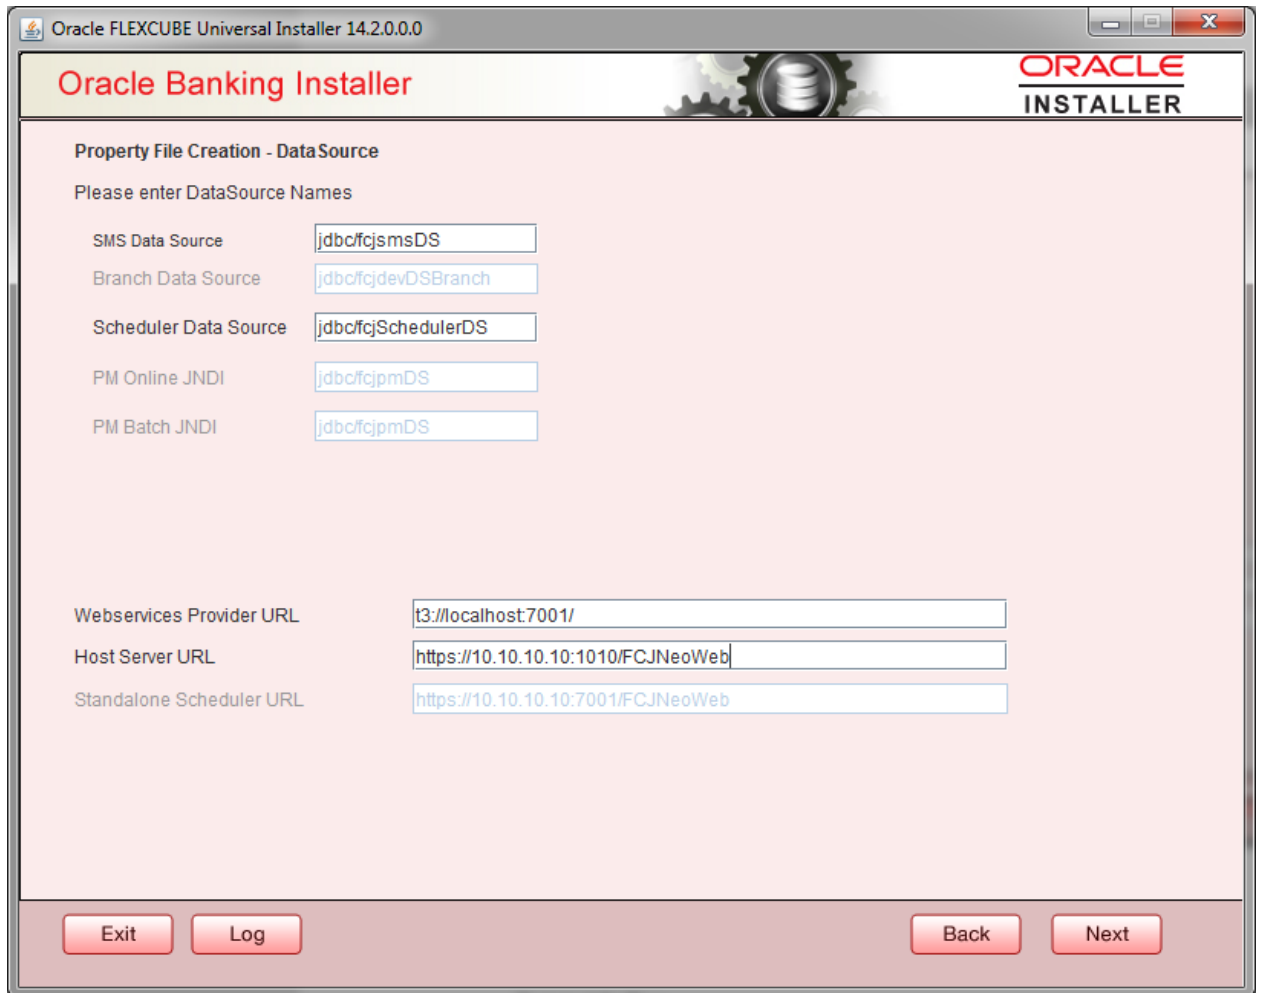 Oracle FLEXCUBE Universal Installer 14.2.0.0.0
Oracle Banking Installer
ORACLE
INSTALLER
Property File Creation - DataSource
Please enter DataSource Names
SMS Data Source jdbc/fcjsmsDS
Branch Data Source jdbc/fcjdevDSBranch
Scheduler Data Source jdbc/fcjSchedulerDS
PM Online JNDI jdbc/fcjpmDS
PM Batch JNDI jdbc/fcjpmDS
Webservices Provider URL t3://localhost:7001/
Host Server URL https://10.10.10.10:1010/FCJNeoWeb
Standalone Scheduler URL https://10.10.10.10:7001/FCJNeoWeb
Exit Log Back Next